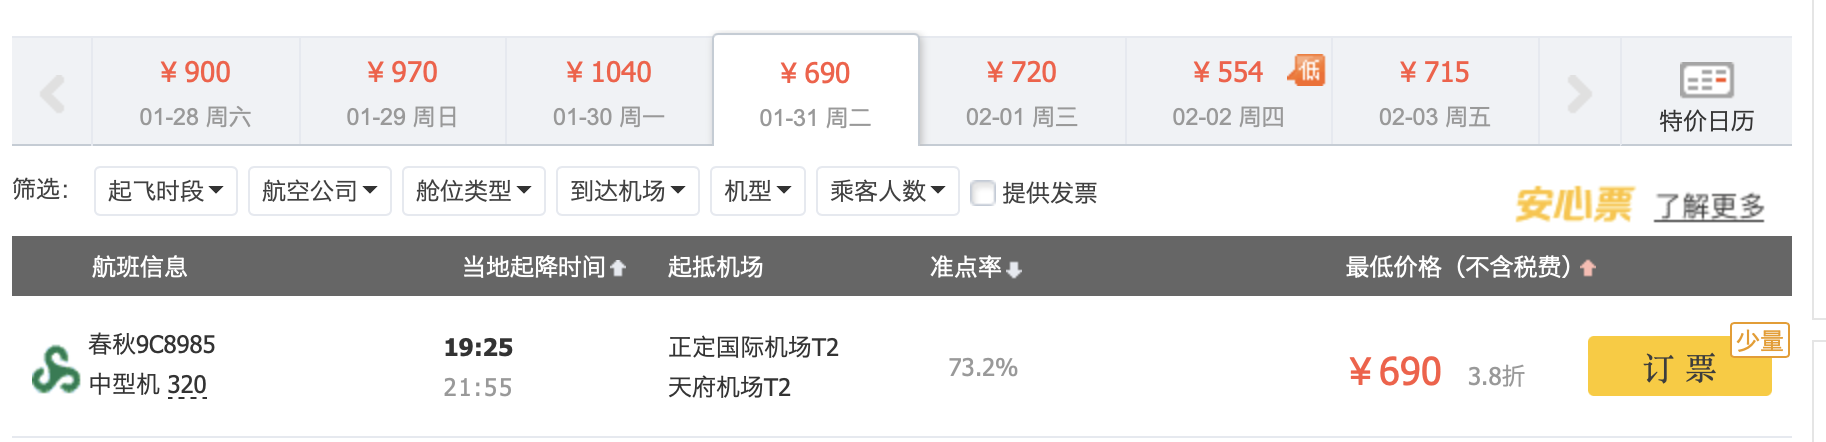 ¥ 900
01-28 周六
¥ 970
01-29 周日
¥ 1040
01-30 周一
¥ 690
01-31 周二
¥ 720
02-01 周三
¥ 554 低
02-02 周四
¥ 715
02-03 周五
特价日历
筛选： 起飞时段 航空公司 舱位类型 到达机场 机型 乘客人数 提供发票
安心票 了解更多
航班信息 当地起降时间 起抵机场 准点率 最低价格（不含税费）
春秋9C8985
中型机 320
19:25
21:55
正定国际机场T2
天府机场T2
73.2%
¥690 3.8折
订 票
少量